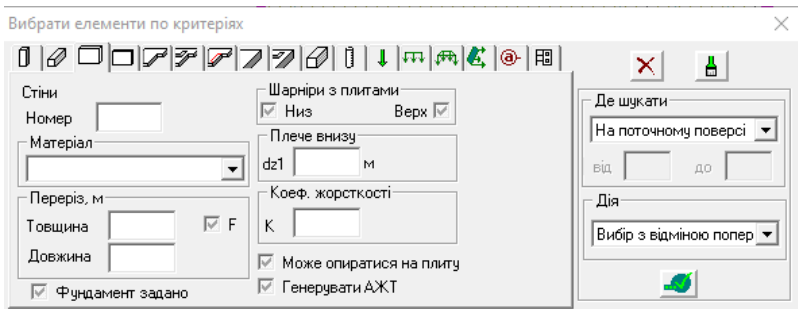 Вибрати елементи по критеріях
Стіни
Номер
Матеріал
Переріз, м
Товщина
F
Довжина
Фундамент задано
Шарніри з плитами
Низ Верх
Плече внизу
dz1 м
Коеф. жорсткості
K
Може опиратися на плиту
Генерувати АЖТ
Де шукати
На поточному поверсі
від до
Дія
Вибір з відміною попер